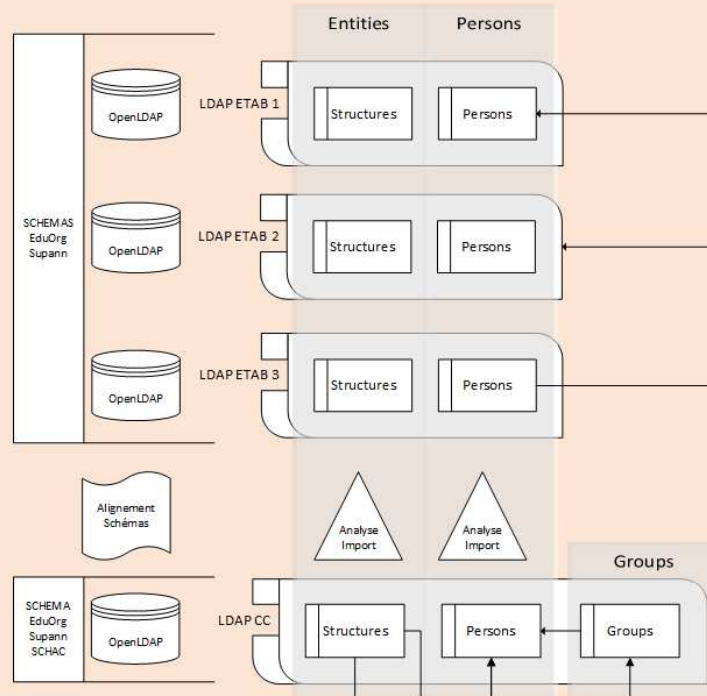 Entities
Persons
LDAP ETAB 1
OpenLDAP
Structures
Persons
SCHEMAS
EduOrg
Supann
LDAP ETAB 2
OpenLDAP
Structures
Persons
LDAP ETAB 3
OpenLDAP
Structures
Persons
Alignement
Schémas
Analyse
Import
Analyse
Import
Groups
SCHEMA
EduOrg
Supann
SCHAC
OpenLDAP
LDAP CC
Structures
Persons
Groups